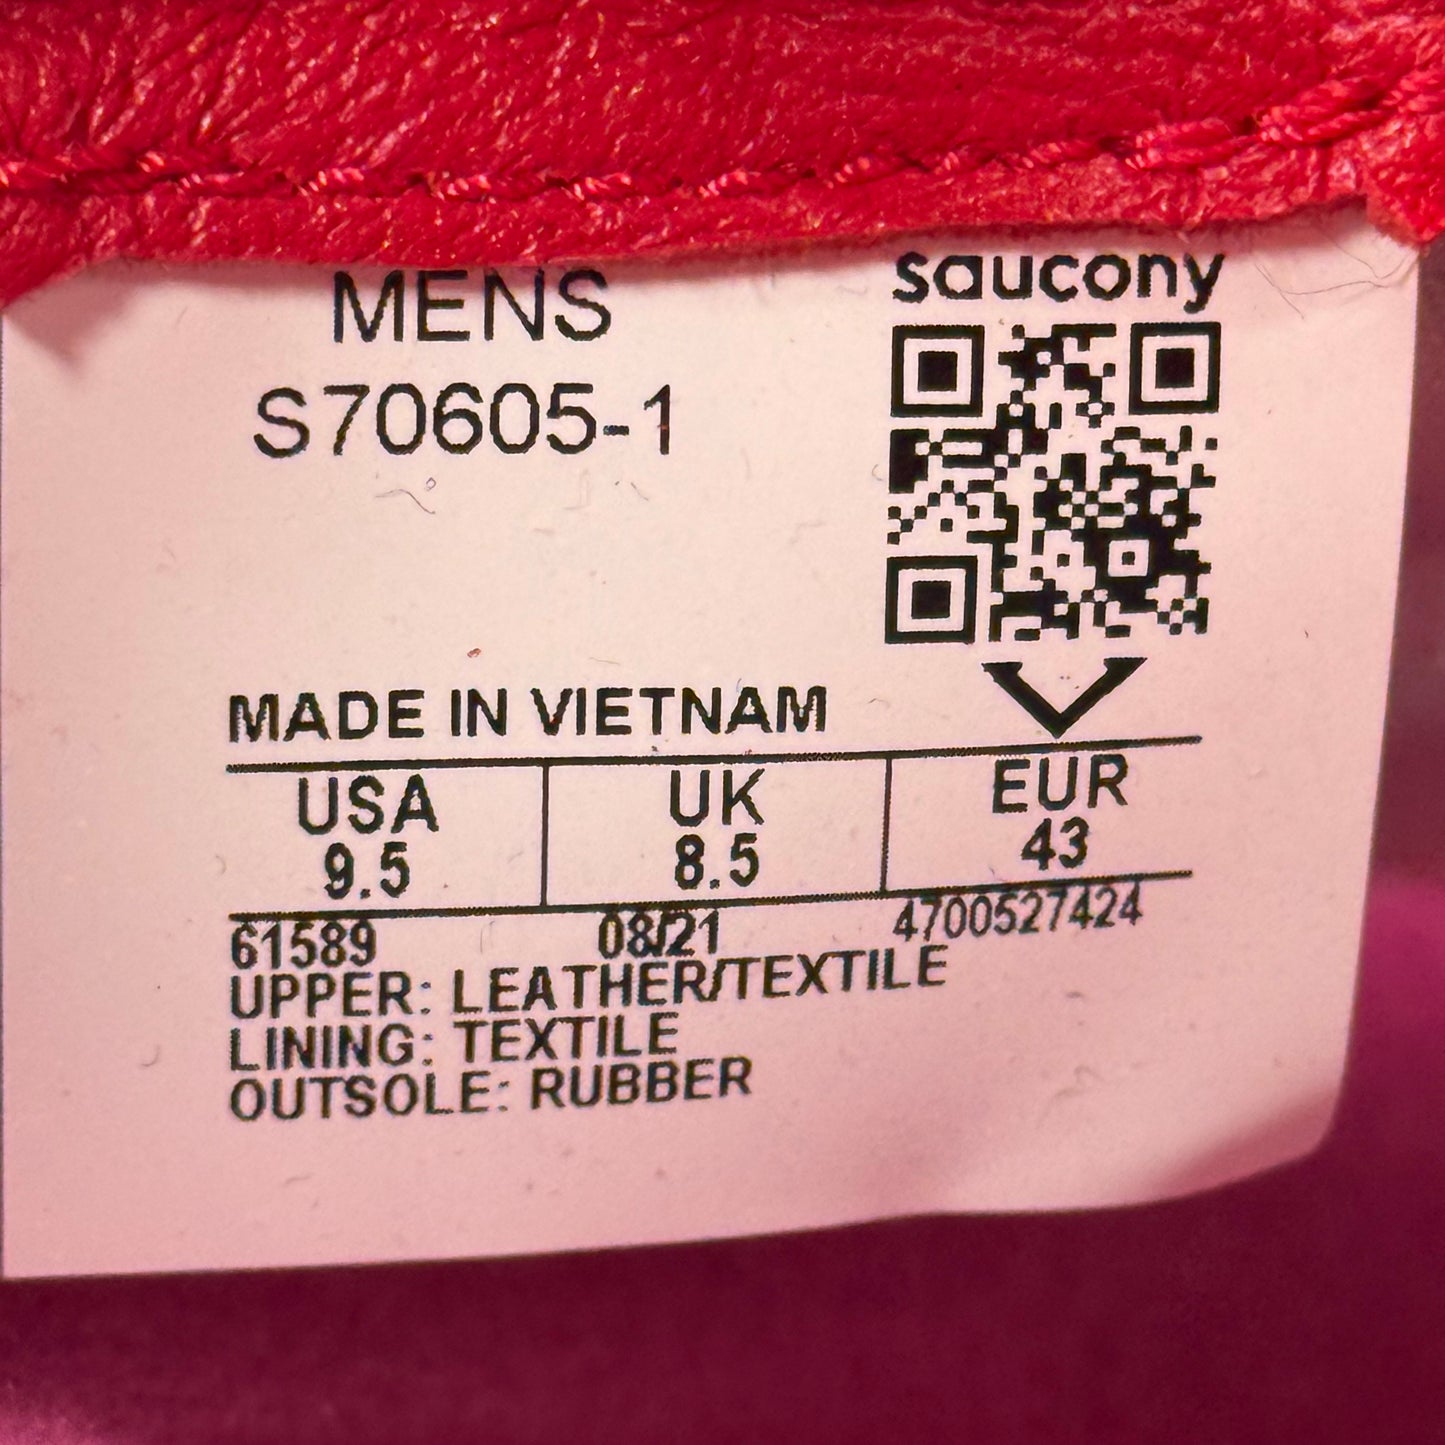 MENS
S70605-1
saucony
MADE IN VIETNAM
USA UK EUR
9.5 8.5 43
61589 08/21 4700527424
UPPER: LEATHER/TEXTILE
LINING: TEXTILE
OUTSOLE: RUBBER